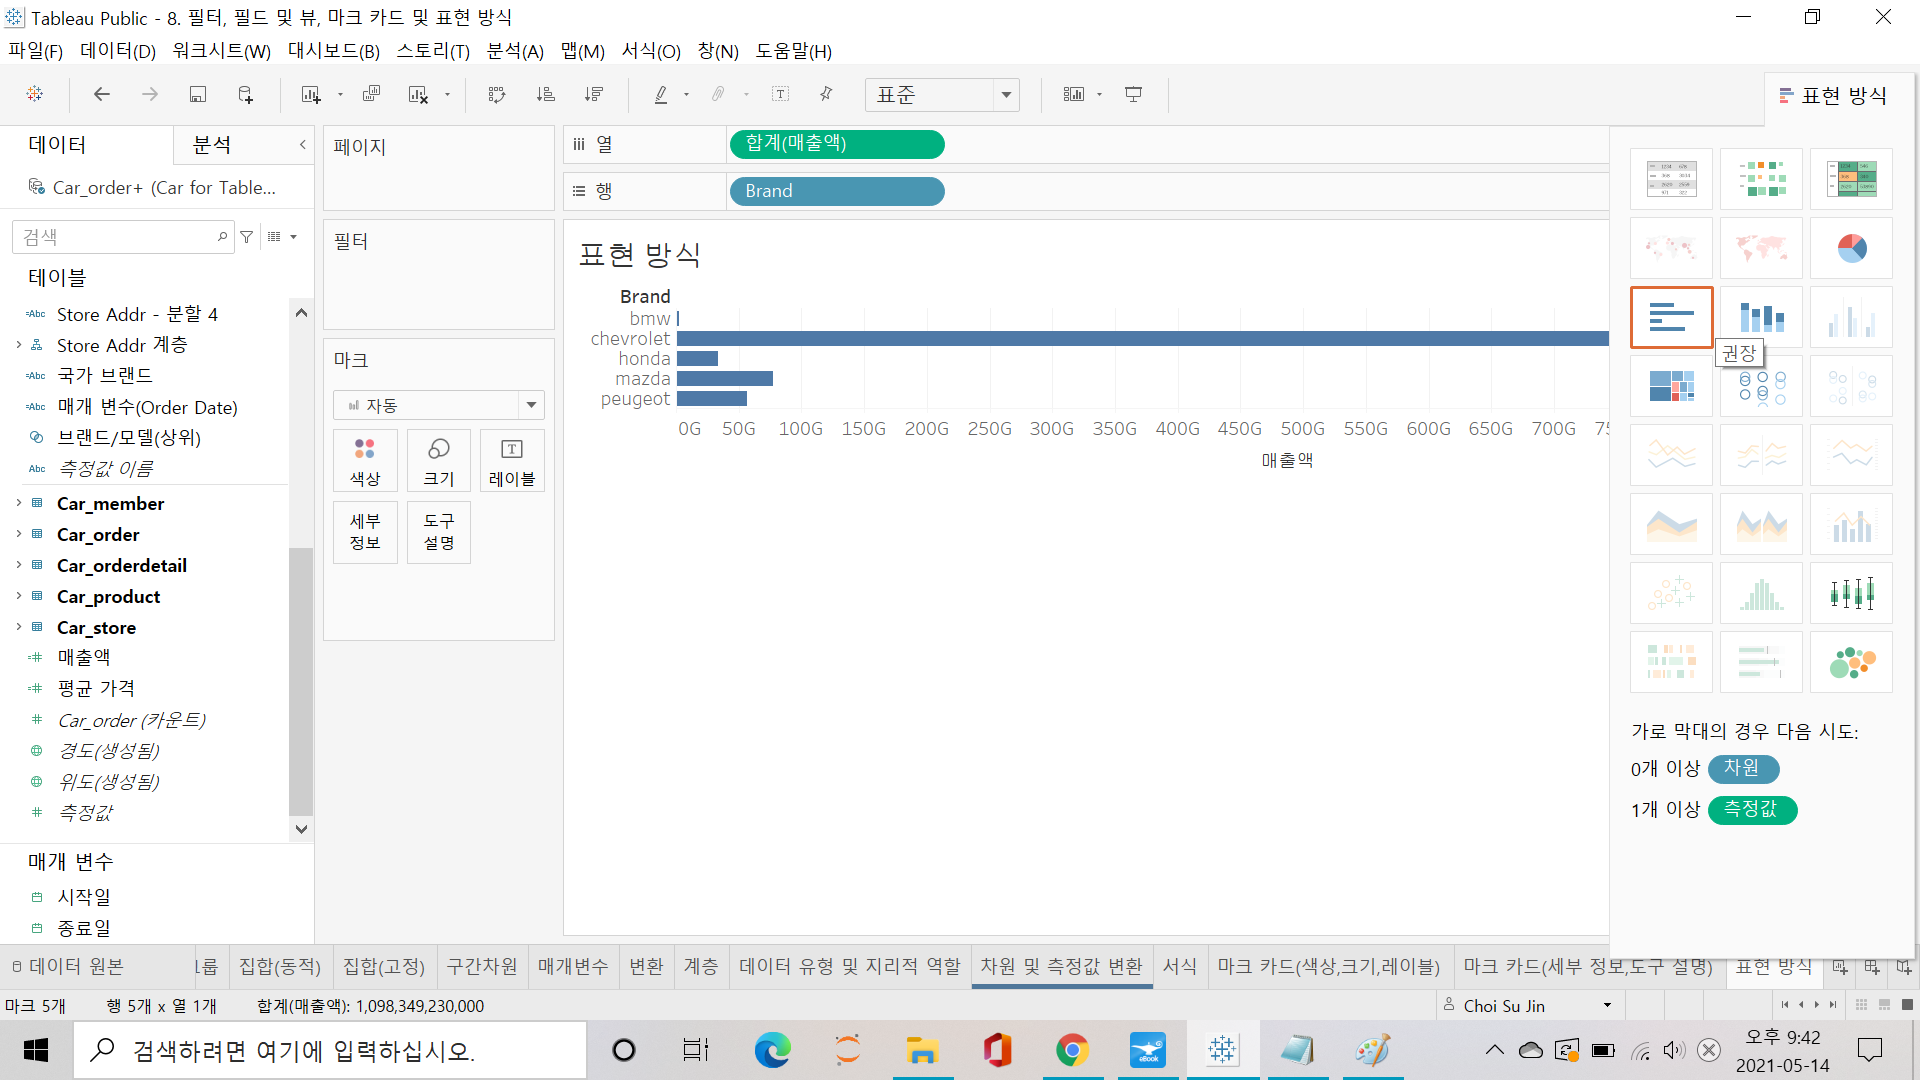 Tableau Public - 8. 필터, 필드 및 뷰, 마크 카드 및 표현 방식
파일(F) 데이터(D) 워크시트(W) 대시보드(B) 스토리(T) 분석(A) 맵(M) 서식(O) 창(N) 도움말(H)
표준
표현 방식
데이터
분석
Car_order+ (Car for Table...
검색
테이블
Abc Store Addr - 분할 4
Store Addr 계층
Abc 국가 브랜드
Abc 매개 변수(Order Date)
브랜드/모델(상위)
Abc 측정값 이름
Car_member
Car_order
Car_orderdetail
Car_product
Car_store
매출액
평균 가격
Car_order (카운트)
경도(생성됨)
위도(생성됨)
측정값
매개 변수
시작일
종료일
페이지
필터
마크
자동
색상
크기
레이블
세부
정보
도구
설명
열
합계(매출액)
행
Brand
표현 방식
Brand
bmw
chevrolet
honda
mazda
peugeot
0G 50G 100G 150G 200G 250G 300G 350G 400G 450G 500G 550G 600G 650G 700G
매출액
권장
가로 막대의 경우 다음 시도:
0개 이상 차원
1개 이상 측정값
데이터 원본
집합(동적) 집합(고정) 구간차원 매개변수 변환 계층 데이터 유형 및 지리적 역할 차원 및 측정값 변환 서식 마크 카드(색상,크기,레이블) 마크 카드(세부 정보,도구 설명) 표현 방식
마크 5개 행 5개 x 열 1개 합계(매출액): 1,098,349,230,000
Choi Su Jin
검색하려면 여기에 입력하십시오.
eBook
오후 9:42
2021-05-14